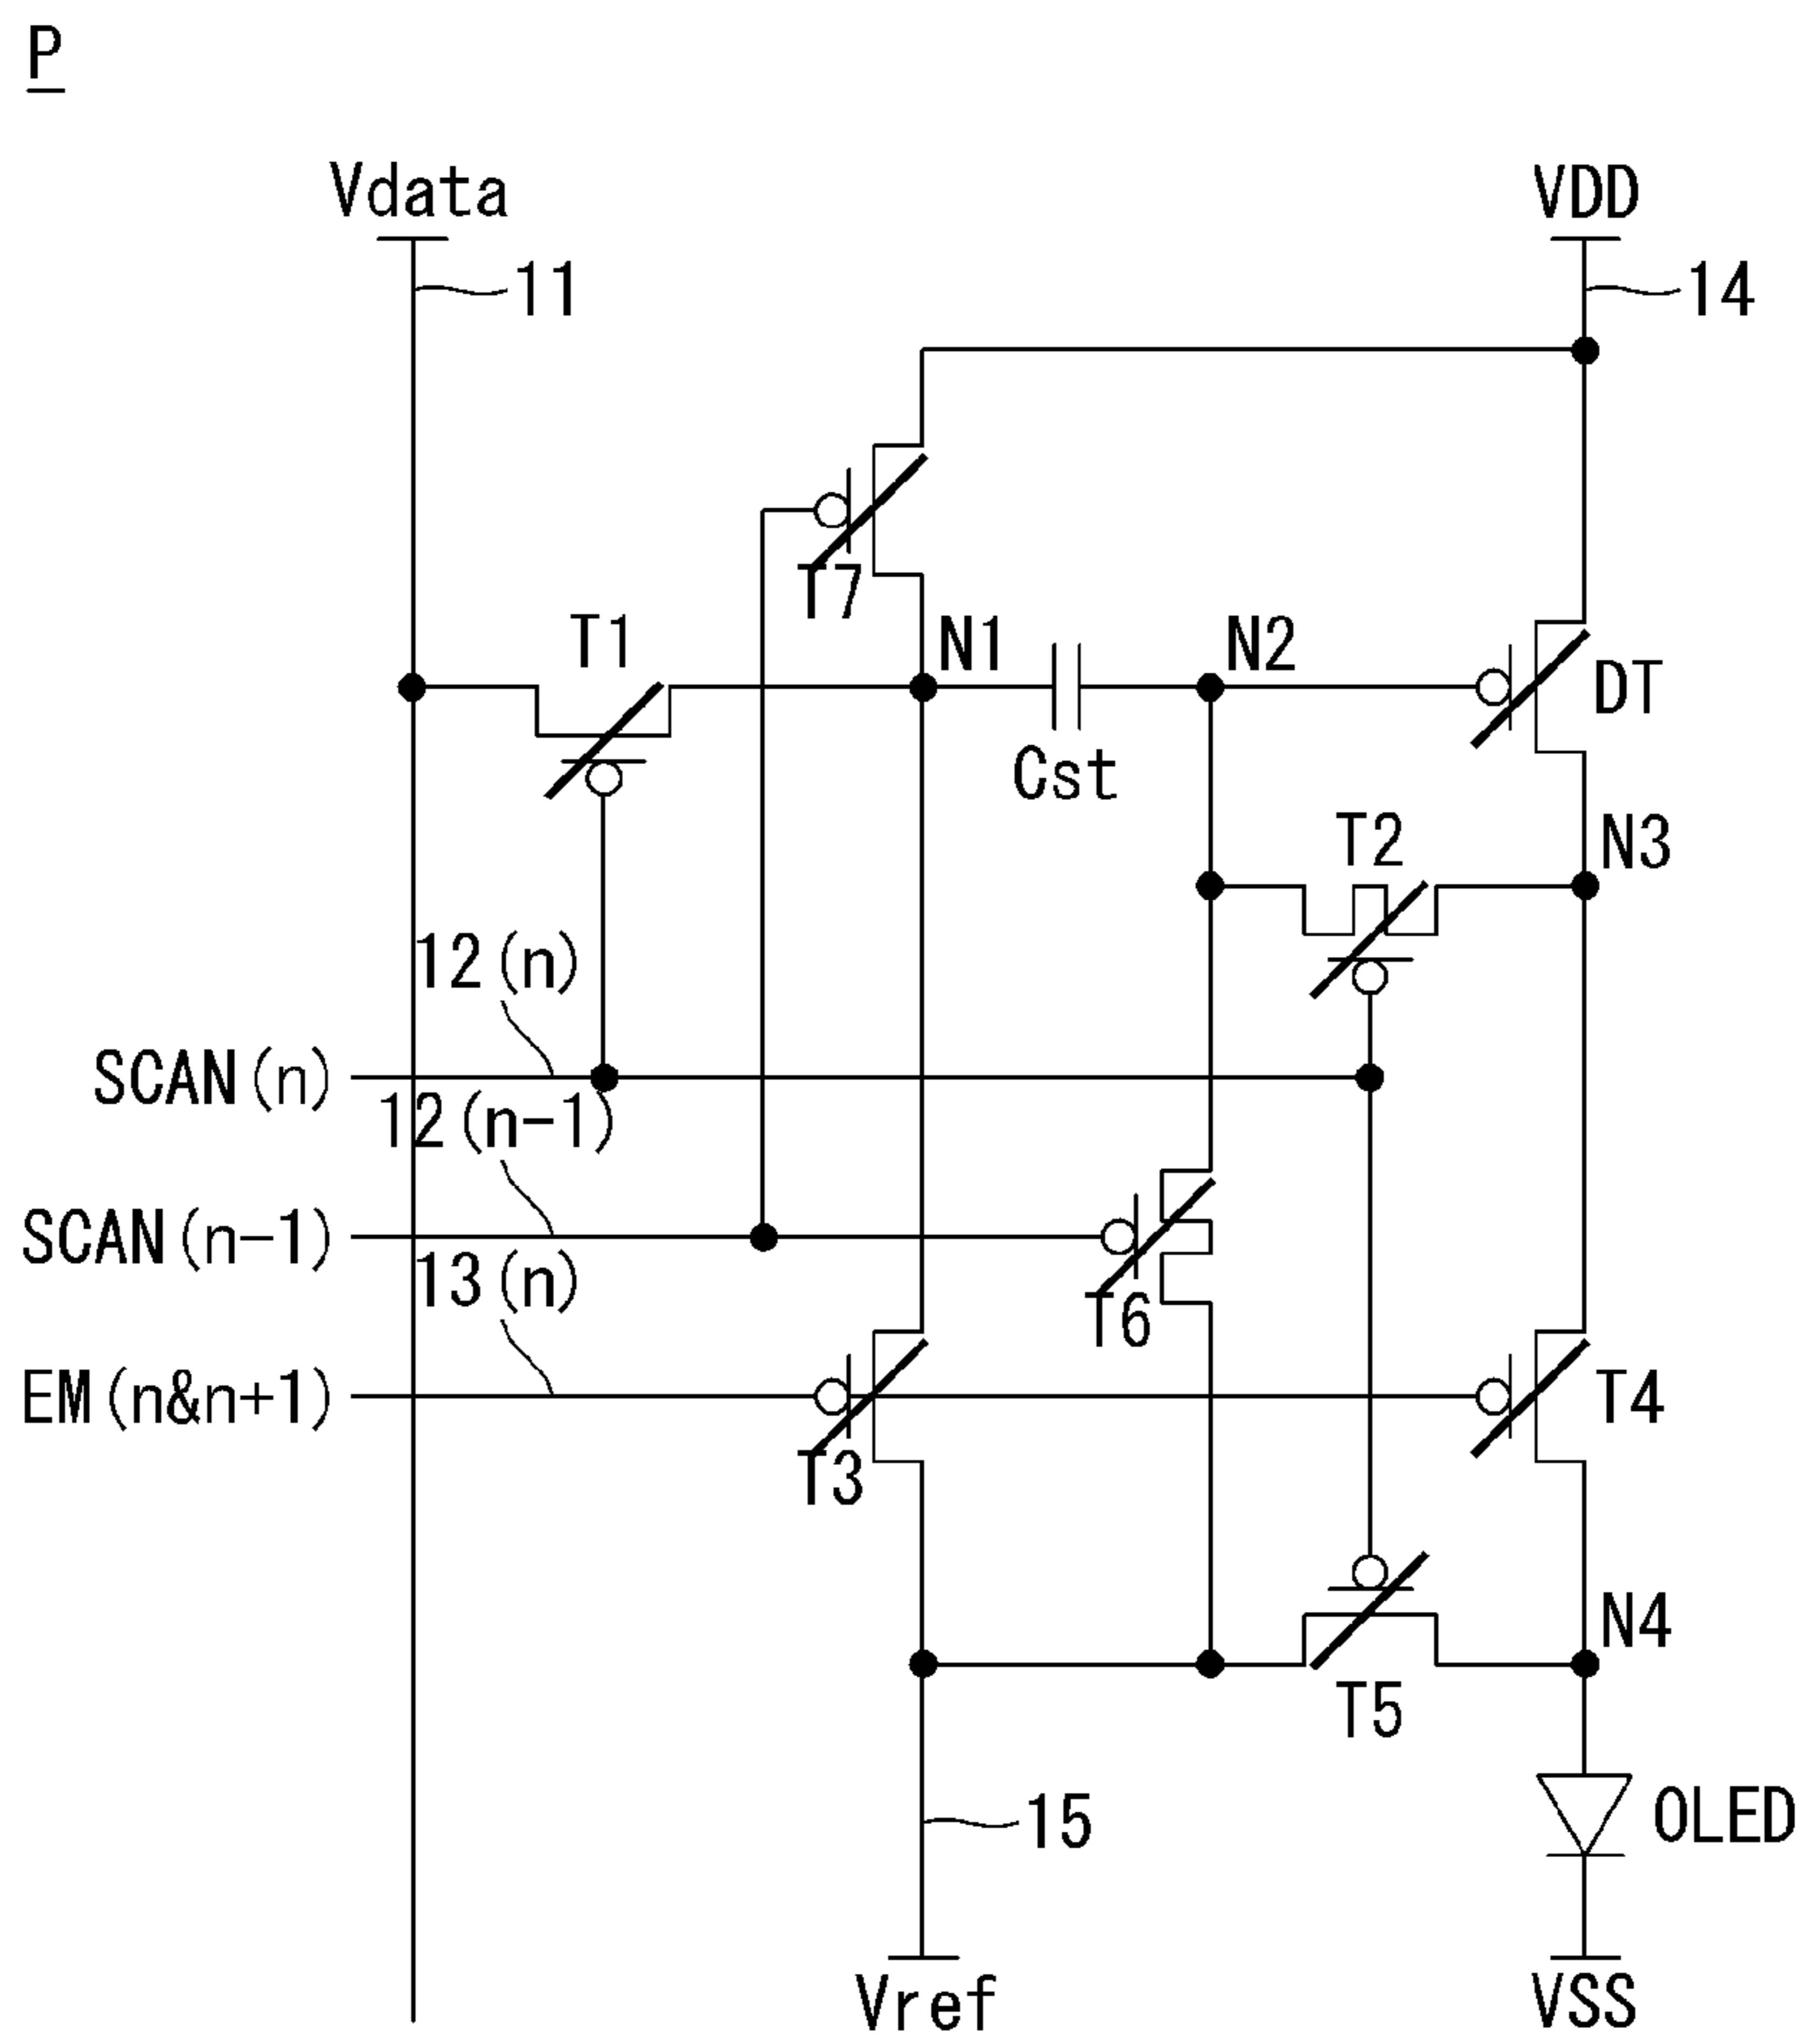 P
Vdata
VDD
11
14
T7
T1
N1
N2
DT
Cst
T2
N3
12(n)
SCAN(n)
12(n-1)
SCAN(n-1)
13(n)
T6
EM(n&n+1)
T4
T3
N4
T5
15
OLED
Vref
VSS